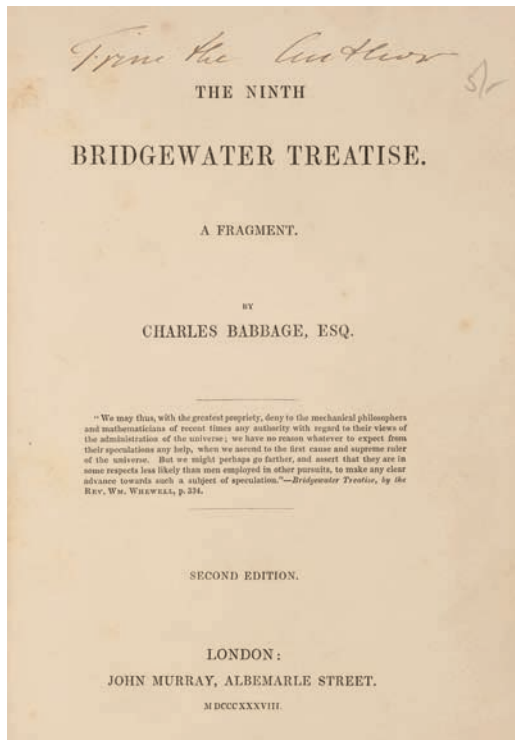 From the Author
5/-
THE NINTH
BRIDGEWATER TREATISE.
A FRAGMENT.
BY
CHARLES BABBAGE, ESQ.
"We may thus, with the greatest propriety, deny to the mechanical philosophers
and mathematicians of recent times any authority with regard to their views of
the administration of the universe; we have no reason whatever to expect from
their speculations any help, when we ascend to the first cause and supreme ruler
of the universe. But we might perhaps go farther, and assert that they are in
some respects less likely than men employed in other pursuits, to make any clear
advance towards such a subject of speculation."—Bridgewater Treatise, by the
REV. WM. WHEWELL, p. 334.
SECOND EDITION.
LONDON:
JOHN MURRAY, ALBEMARLE STREET.
MDCCCXXXVIII.